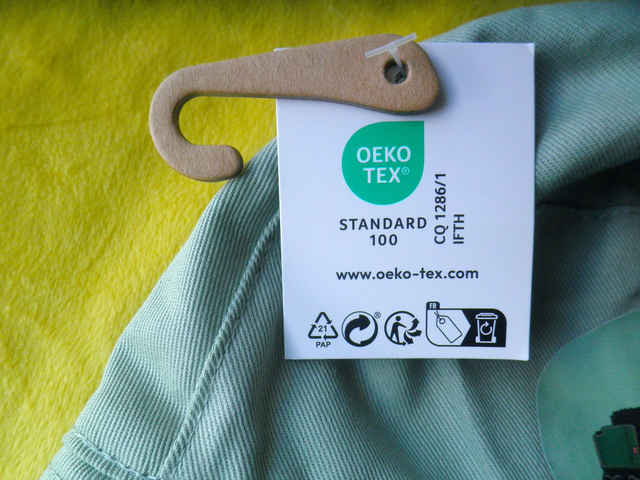 OEKO
TEX®
STANDARD
100
CQ 1286/1
IFTH
www.oeko-tex.com
21
PAP
®
FR